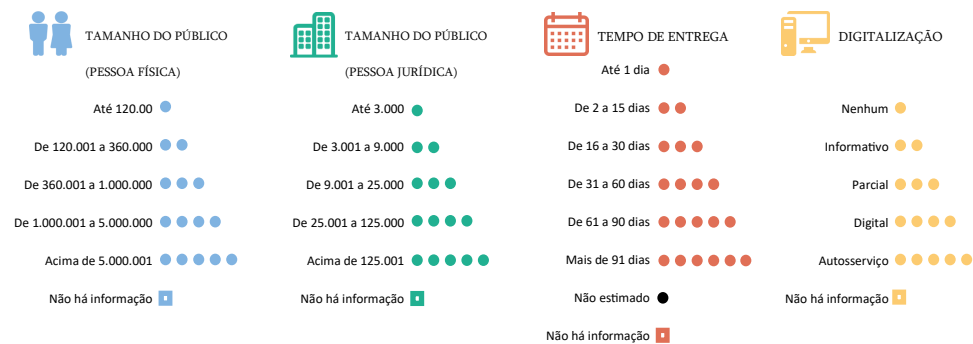 TAMANHO DO PÚBLICO
(PESSOA FÍSICA)
Até 120.00
De 120.001 a 360.000
De 360.001 a 1.000.000
De 1.000.001 a 5.000.000
Acima de 5.000.001
Não há informação
TAMANHO DO PÚBLICO
(PESSOA JURÍDICA)
Até 3.000
De 3.001 a 9.000
De 9.001 a 25.000
De 25.001 a 125.000
Acima de 125.001
Não há informação
TEMPO DE ENTREGA
Até 1 dia
De 2 a 15 dias
De 16 a 30 dias
De 31 a 60 dias
De 61 a 90 dias
Mais de 91 dias
Não estimado
Não há informação
DIGITALIZAÇÃO
Nenhum
Informativo
Parcial
Digital
Autosserviço
Não há informação